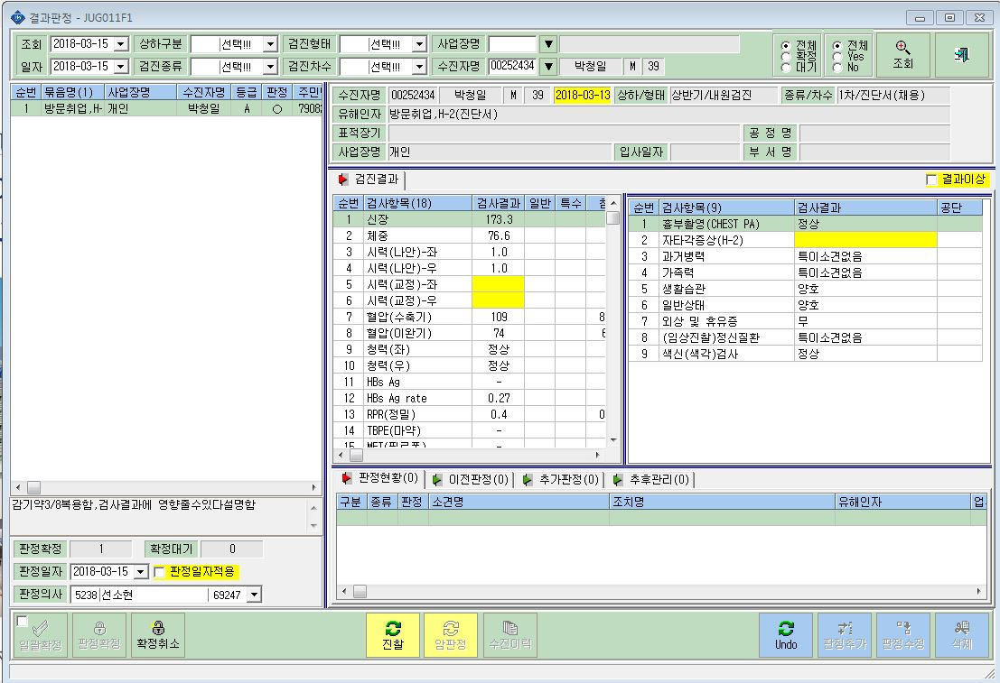 결과판정 - JUG011F1
조회 2018-03-15 상하구분 선택!!! 검진형태 선택!!! 사업장명 전체 전체
일자 2018-03-15 검진종류 선택!!! 검진차수 선택!!! 수진자명 00252434 박청일 M 39 확정 Yes 조회
대기 No
순번 묶음명(1) 사업장명 수진자명 등급 판정 주민
1 방문취업,H- 개인 박청일 A ○ 7908
수진자명 00252434 박청일 M 39 2018-03-13 상하/형태 상반기/내원검진 종류/차수 1차/진단서(채용)
유해인자 방문취업,H-2(진단서)
표적장기 공 정 명
사업장명 개인 입사일자 부 서 명
검진결과 결과이상
순번 검사항목(18) 검사결과 일반 특수
1 신장 173.3
2 체중 76.6
3 시력(나안)-좌 1.0
4 시력(나안)-우 1.0
5 시력(교정)-좌
6 시력(교정)-우
7 혈압(수축기) 109 8
8 혈압(이완기) 74 6
9 청력(좌) 정상
10 청력(우) 정상
11 HBs Ag -
12 HBs Ag rate 0.27
13 RPR(정밀) 0.4 0
14 TBPE(마약) -
15 MET(필로폰)
순번 검사항목(9) 검사결과 공단
1 흉부촬영(CHEST PA) 정상
2 자타각증상(H-2)
3 과거병력 특이소견없음
4 가족력 특이소견없음
5 생활습관 양호
6 일반상태 양호
7 외상 및 휴유증 무
8 (임상진찰)정신질환 특이소견없음
9 색신(색각)검사 정상
감기약3/8복용함,검사결과에 영향줄수있다설명함
판정확정 1 확정대기 0
판정일자 2018-03-15 판정일자적용
판정의사 5238 선소현 69247
판정현황(0) 이전판정(0) 추가판정(0) 추후관리(0)
구분 종류 판정 소견명 조치명 유해인자 업
일괄확정 판정확정 확정취소 진찰 암판정 수진이력 Undo 판정추가 판정수정 삭제